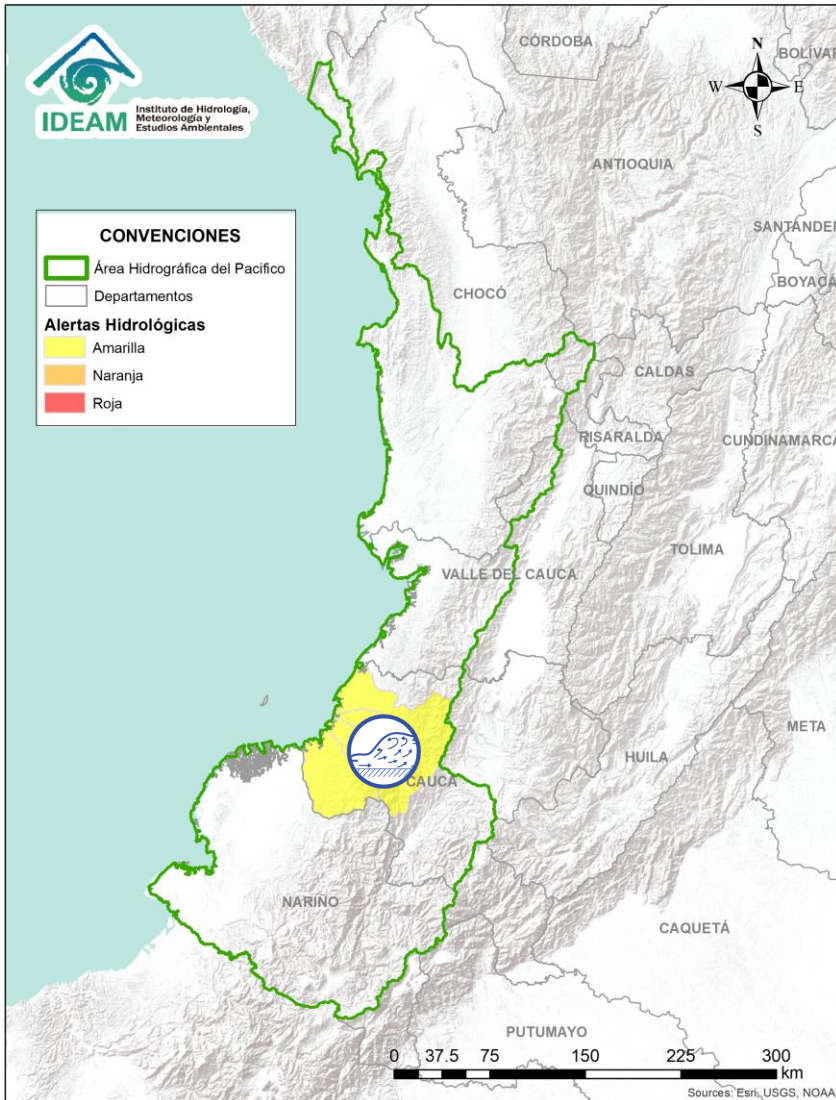 IDEAM
Instituto de Hidrología,
Meteorología y
Estudios Ambientales
CÓRDOBA
BOLÍVAR
N
W E
S
ANTIOQUIA
SANTANDER
BOYACÁ
CONVENCIONES
Área Hidrográfica del Pacifico
Departamentos
Alertas Hidrológicas
Amarilla
Naranja
Roja
CHOCÓ
CALDAS
RISARALDA
CUNDINAMARCA
QUINDÍO
TOLIMA
VALLE DEL CAUCA
META
HUILA
CAUCA
NARIÑO
CAQUETÁ
PUTUMAYO
0 37.5 75 150 225 300
km
Sources: Esri, USGS, NOAA